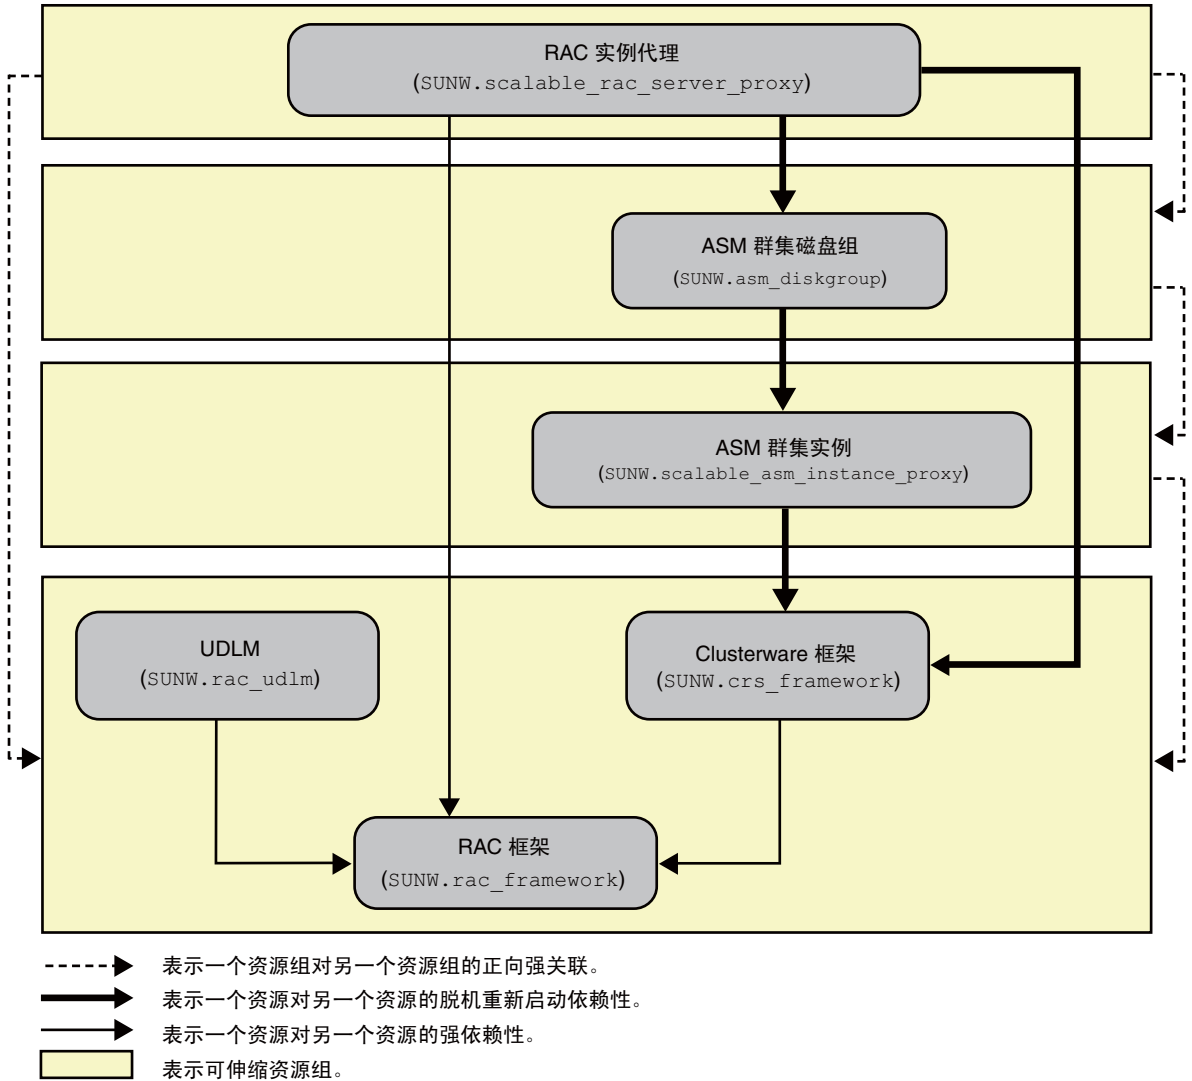 RAC 实例代理
(SUNW.scalable_rac_server_proxy)
ASM 群集磁盘组
(SUNW.asm_diskgroup)
ASM 群集实例
(SUNW.scalable_asm_instance_proxy)
UDLM
(SUNW.rac_udlm)
Clusterware 框架
(SUNW.crs_framework)
RAC 框架
(SUNW.rac_framework)
表示一个资源组对另一个资源组的正向强关联。
表示一个资源对另一个资源的脱机重新启动依赖性。
表示一个资源对另一个资源的强依赖性。
表示可伸缩资源组。